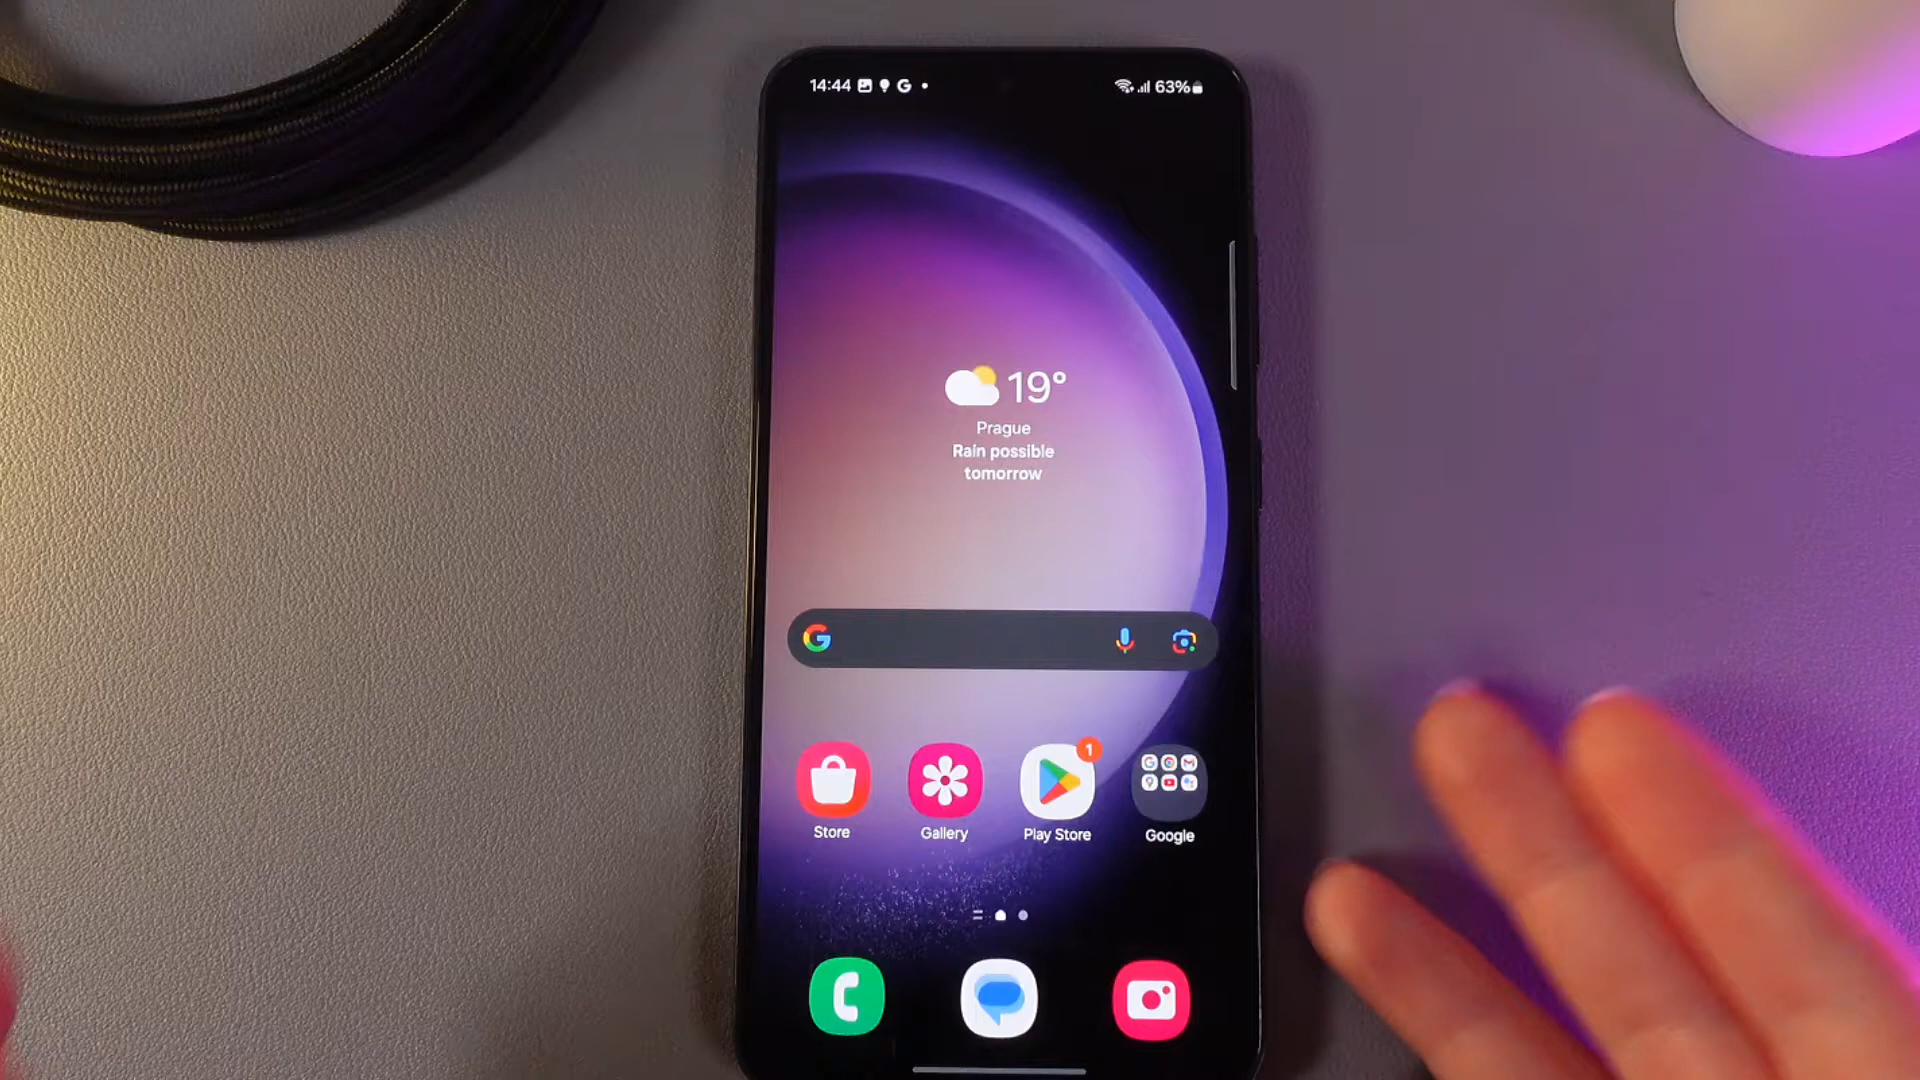 14:44 G 63%
19°
Prague
Rain possible
tomorrow
G
1
Store Gallery Play Store Google